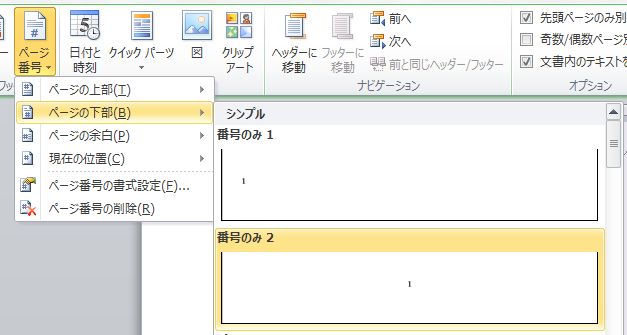 ページ番号
日付と時刻
クイック パーツ
図
クリップアート
ヘッダーに移動
フッターに移動
前へ
次へ
前と同じヘッダー/フッター
ナビゲーション
先頭ページのみ別
奇数/偶数ページ別
文書内のテキストを
オプション
ページの上部(T)
ページの下部(B)
ページの余白(P)
現在の位置(C)
ページ番号の書式設定(F)...
ページ番号の削除(R)
シンプル
番号のみ 1
1
番号のみ 2
1